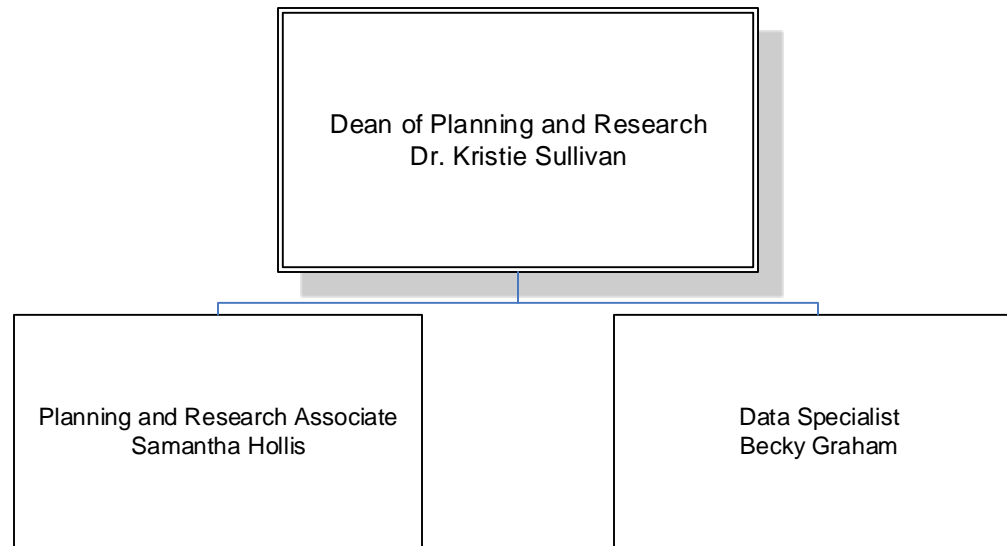 Dean of Planning and Research
Dr. Kristie Sullivan
Planning and Research Associate
Samantha Hollis
Data Specialist
Becky Graham